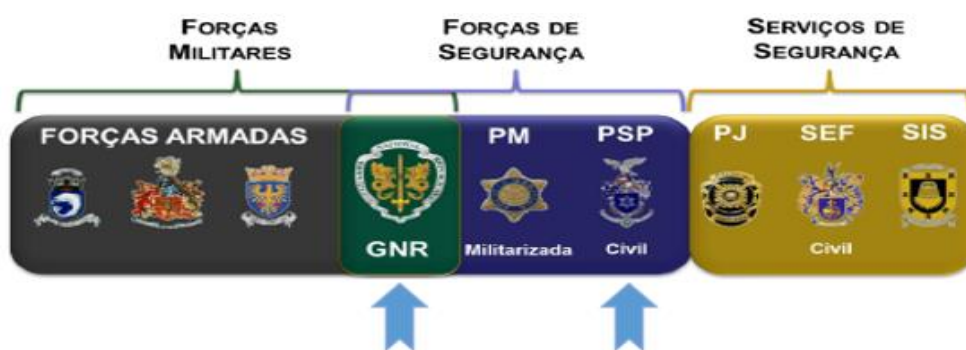 FORÇAS
MILITARES
FORÇAS DE
SEGURANÇA
SERVIÇOS DE
SEGURANÇA
FORÇAS ARMADAS
GNR
PM
Militarizada
PSP
Civil
PJ
SEF
SIS
Civil